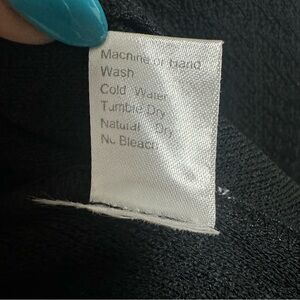 Machine or Hand
Wash
Cold Water
Tumble Dry
Natural Dry
No Bleach